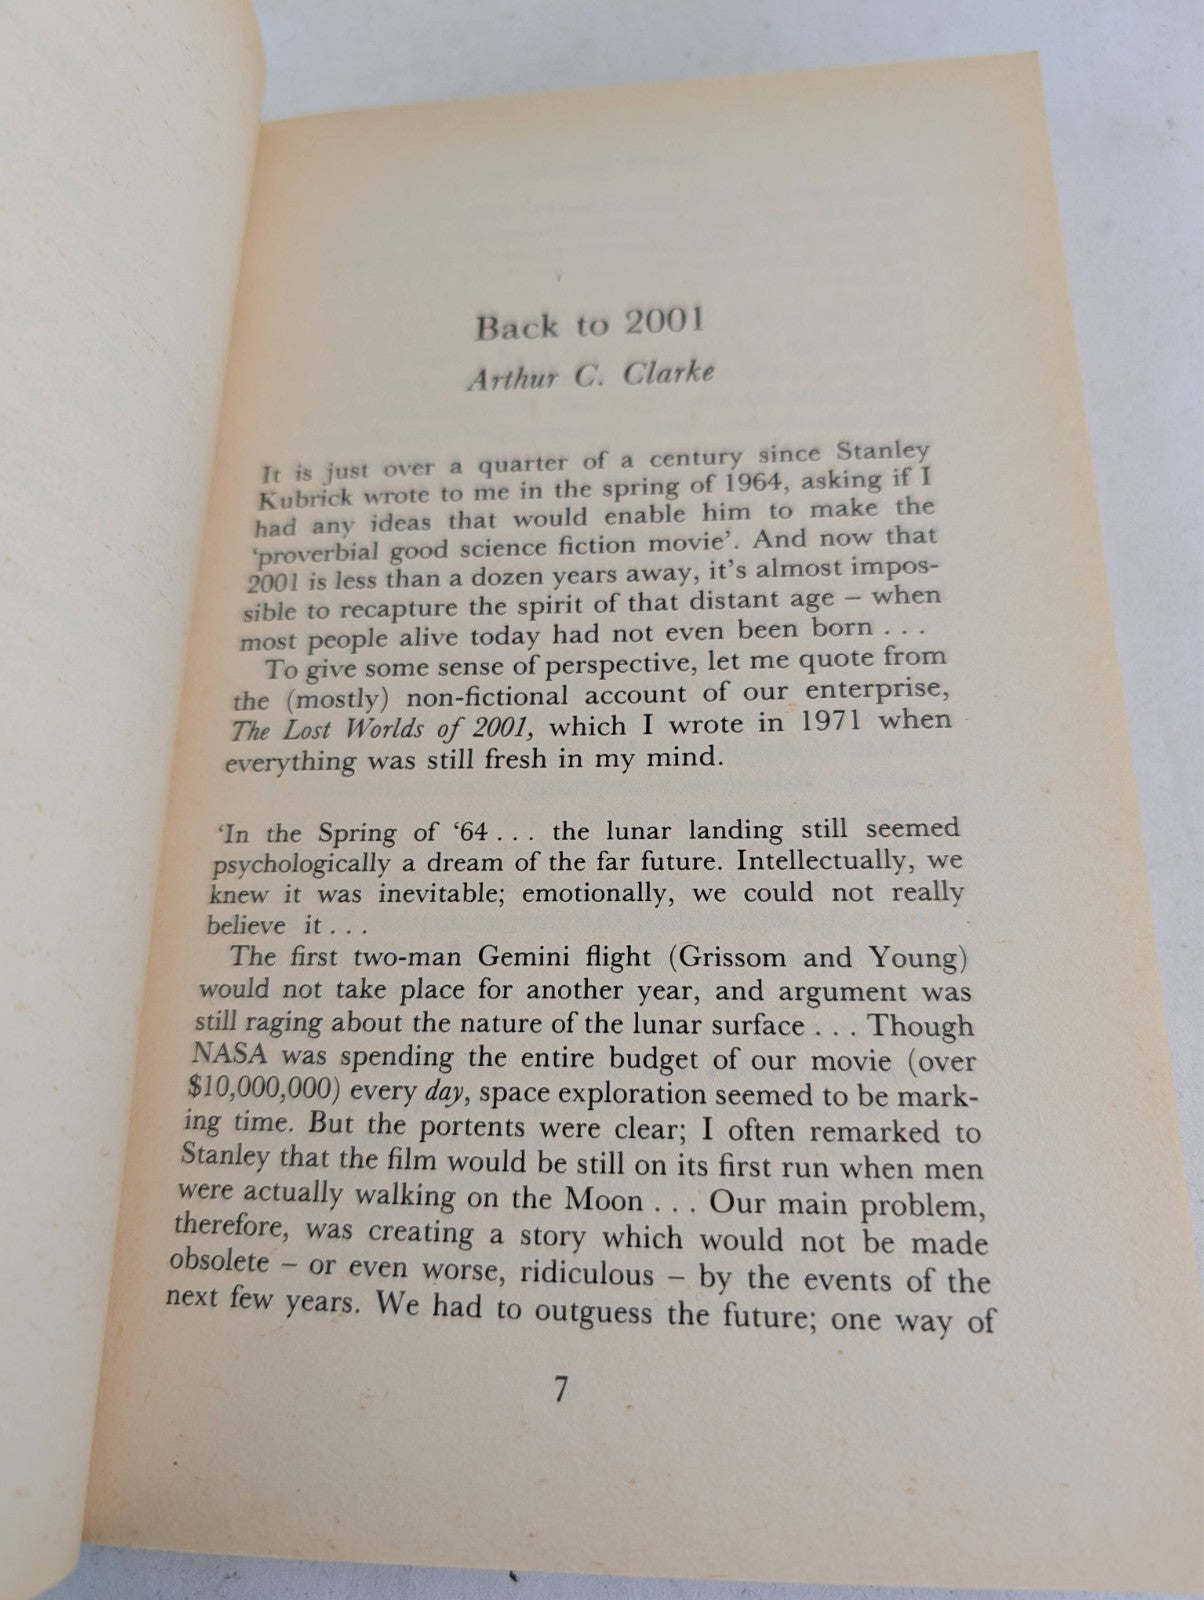 Back to 2001
Arthur C. Clarke
It is just over a quarter of a century since Stanley
Kubrick wrote to me in the spring of 1964, asking if I
had any ideas that would enable him to make the
‘proverbial good science fiction movie’. And now that
2001 is less than a dozen years away, it’s almost impos-
sible to recapture the spirit of that distant age – when
most people alive today had not even been born . . .
To give some sense of perspective, let me quote from
the (mostly) non-fictional account of our enterprise,
The Lost Worlds of 2001, which I wrote in 1971 when
everything was still fresh in my mind.
‘In the Spring of ‘64 . . . the lunar landing still seemed
psychologically a dream of the far future. Intellectually, we
knew it was inevitable; emotionally, we could not really
believe it . . .
The first two-man Gemini flight (Grissom and Young)
would not take place for another year, and argument was
still raging about the nature of the lunar surface . . . Though
NASA was spending the entire budget of our movie (over
$10,000,000) every day, space exploration seemed to be mark-
ing time. But the portents were clear; I often remarked to
Stanley that the film would be still on its first run when men
were actually walking on the Moon . . . Our main problem,
therefore, was creating a story which would not be made
obsolete – or even worse, ridiculous – by the events of the
next few years. We had to outguess the future; one way of
7